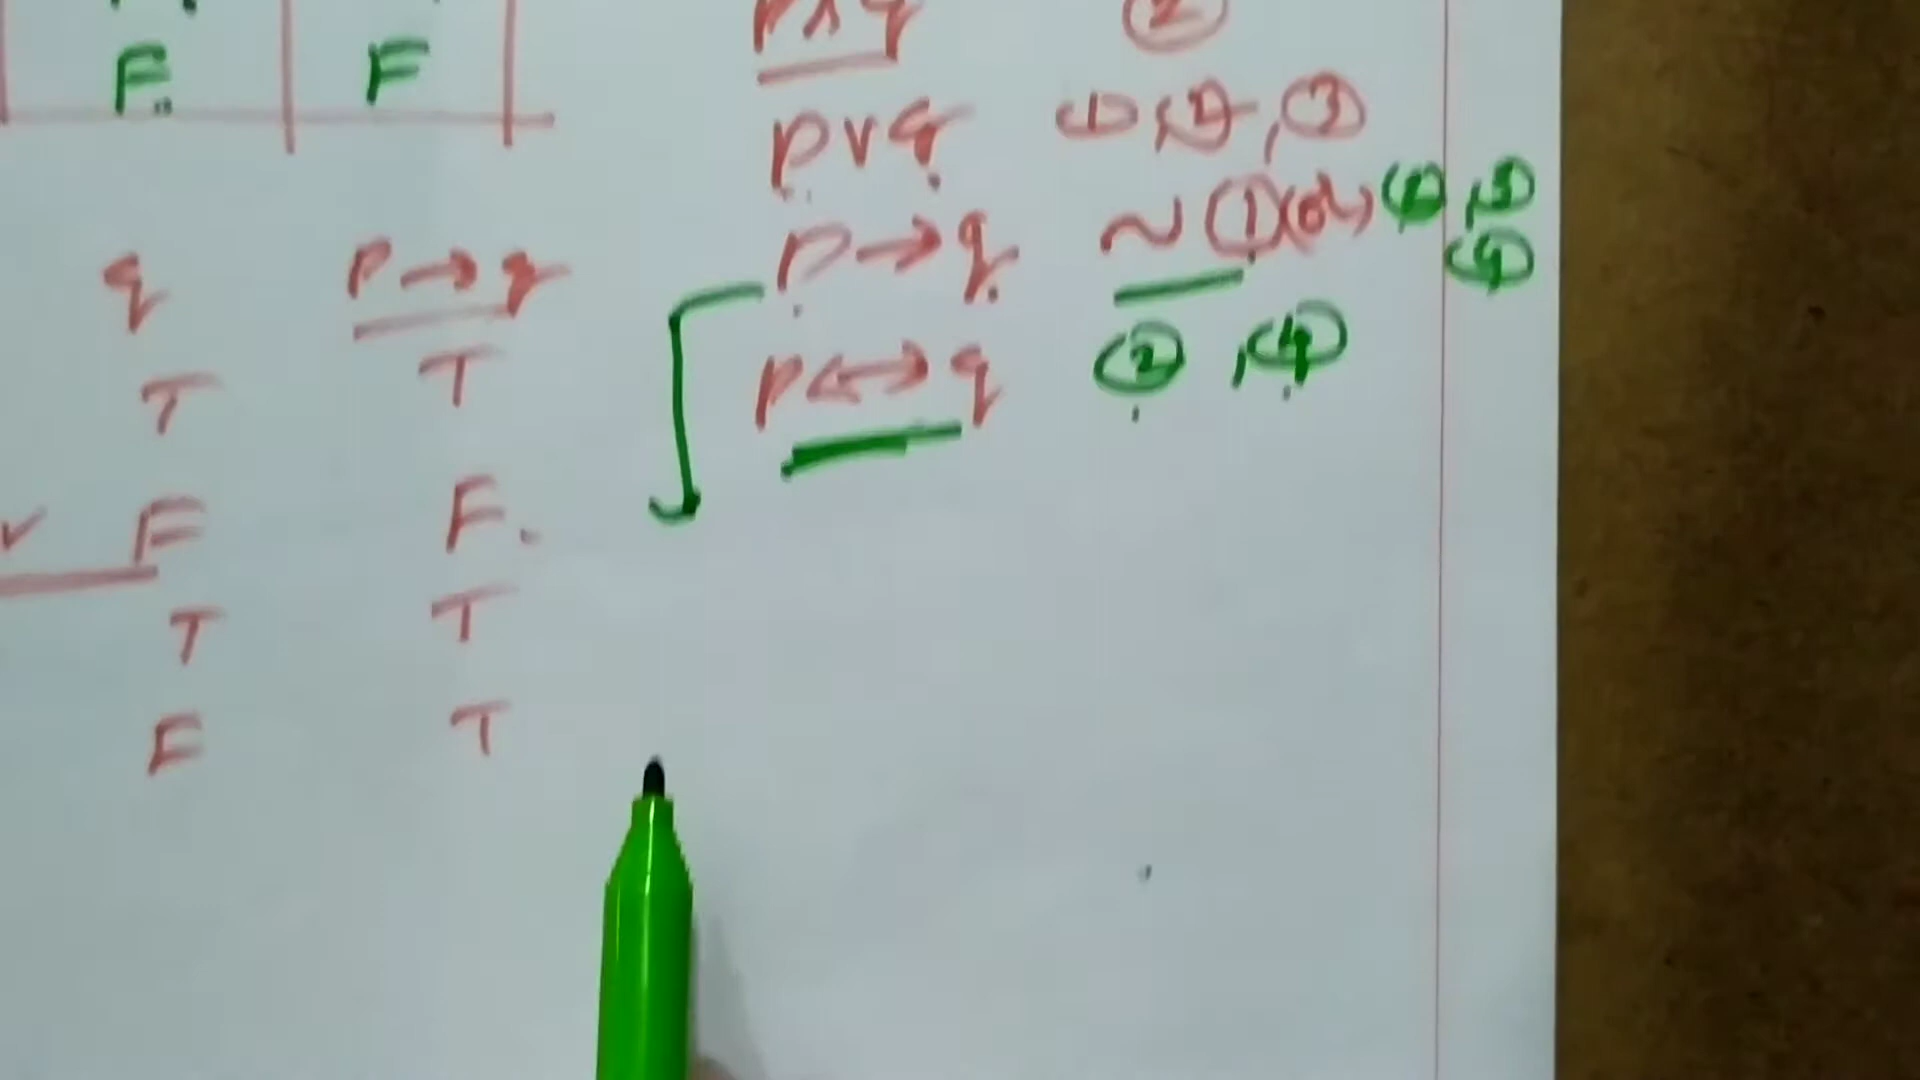 F F
p∧q ②
p∨q ①, ②, ③
p→q ~①(or) ②, ③
④
p↔q ②, ④
q p→q
T T
✓ F F.
T T
F T